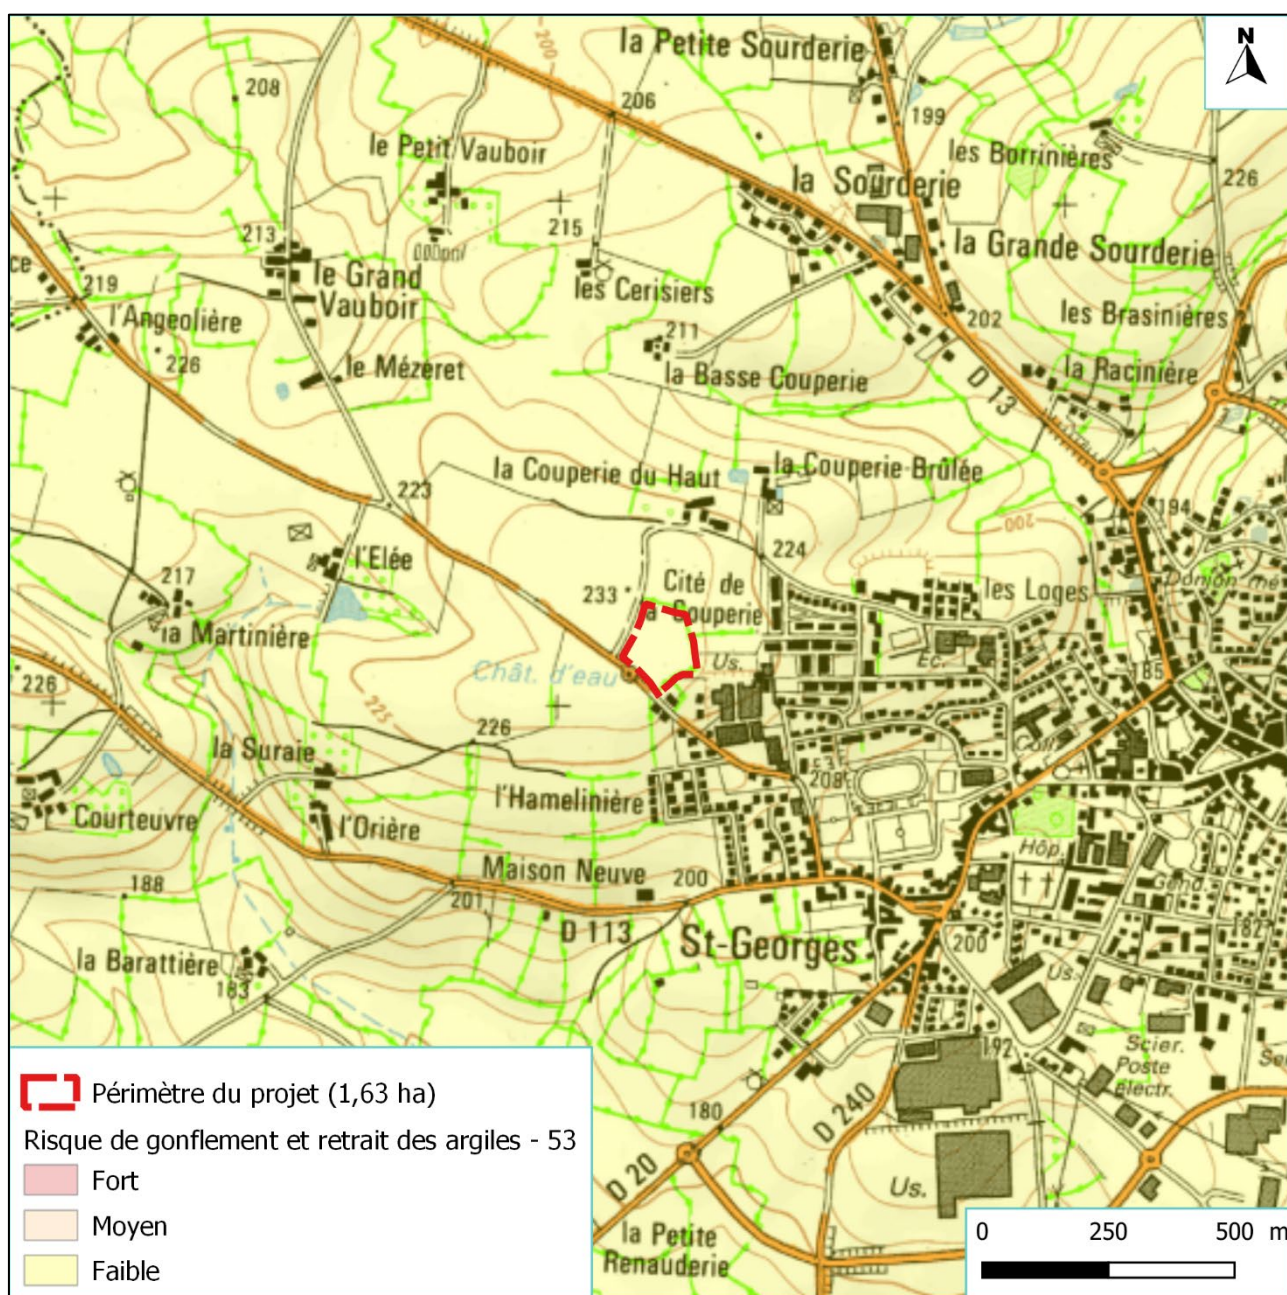 N
200
la Petite Sourderie
208
206
199
le Petit Vauboir
les Borrinières
la Sourderie
226
215
213
la Grande Sourderie
ce
le Grand
Vauboir
les Cerisiers
219
l'Angeolière
202
les Brasinières
211
226
le Mézeret
la Basse Couperie
la Racinière
D 13
la Couperie du Haut
la Couperie Brûlée
223
194
200
l'Elée
224
217
233
Cité de
la Couperie
les Loges
Donjon
la Martinière
Us.
Ec.
Chât. d'eau
185
226
225
226
la Suraie
Coll.
208
l'Hamelinière
Courteuvre
l'Orière
Hôp.
Maison Neuve
200
188
201
Gend.
182
D 113
St-Georges
200
la Barattière
183
Us.
192
Scier.
Poste
électr.
180
D 240
D 20
Us.
la Petite
Renauderie
Périmètre du projet (1,63 ha)
Risque de gonflement et retrait des argiles - 53
Fort
Moyen
Faible
0 250 500 m